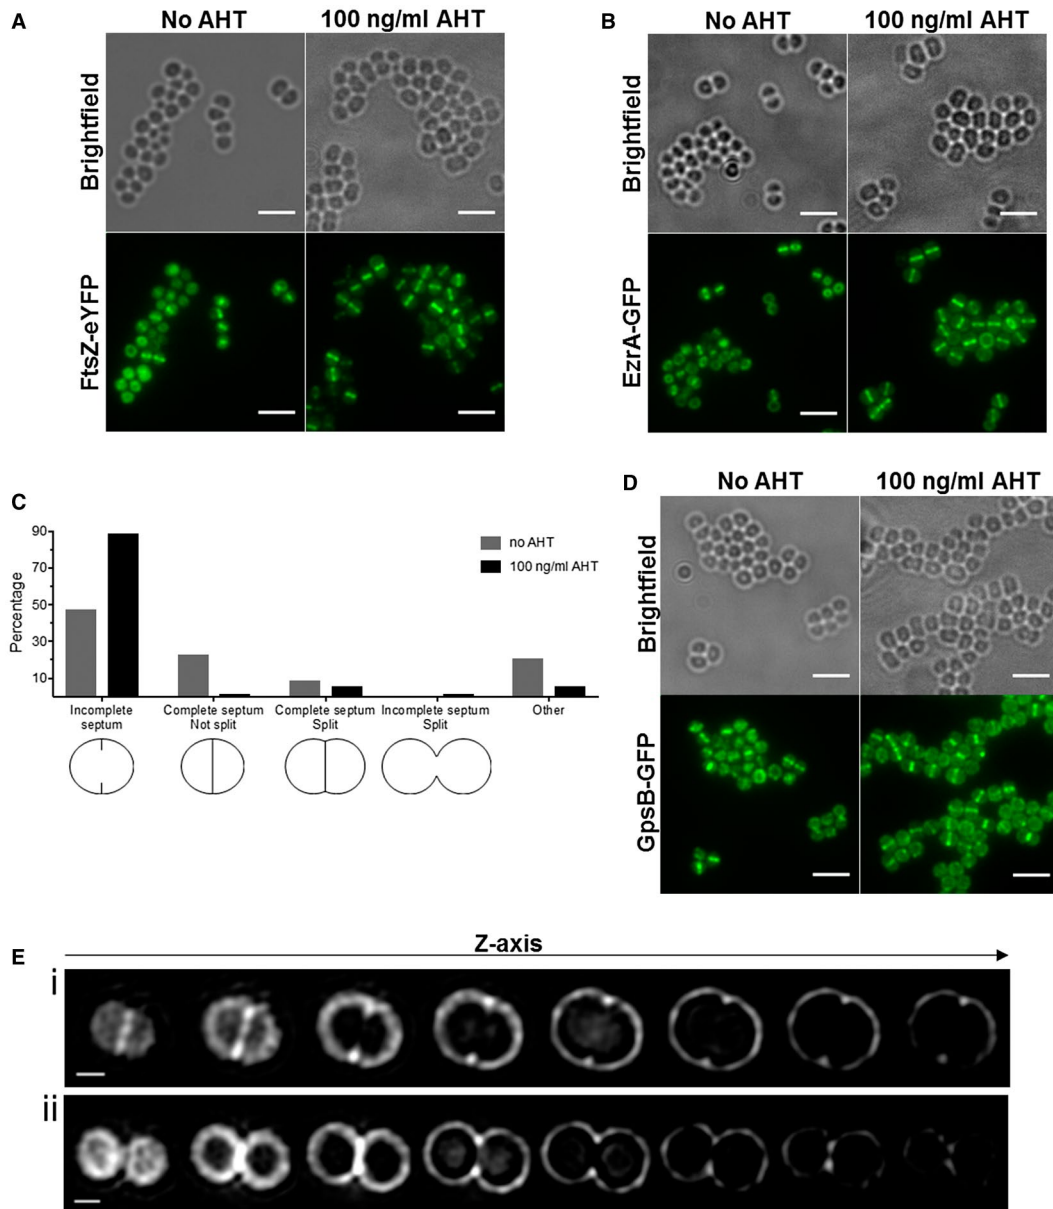 A
No AHT
100 ng/ml AHT
Brightfield
FtsZ-eYFP
B
No AHT
100 ng/ml AHT
Brightfield
EzrA-GFP
C
Percentage
90
70
50
30
10
no AHT
100 ng/ml AHT
Incomplete
septum
Complete septum
Not split
Complete septum
Split
Incomplete septum
Split
Other
D
No AHT
100 ng/ml AHT
Brightfield
GpsB-GFP
E
Z-axis
i
ii